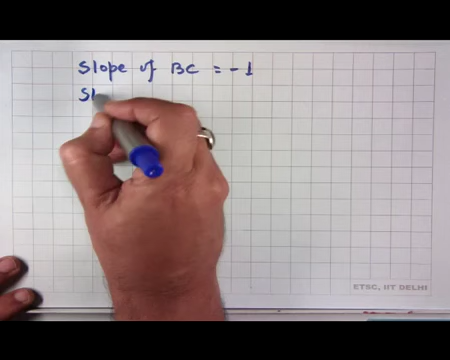 Slope of BC = -1
Sl
ETSC, IIT DELHI